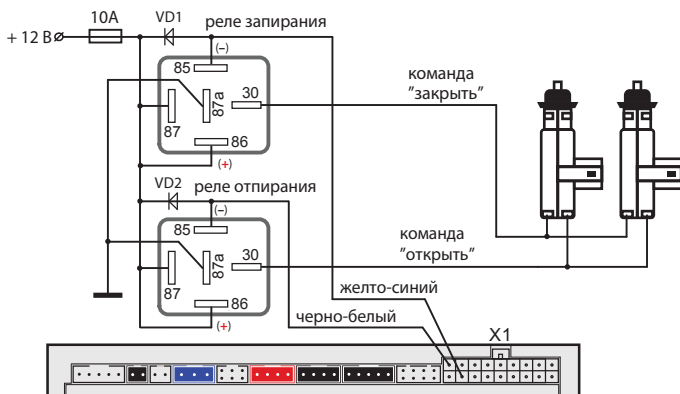 10А
VD1
реле запирания
+ 12 В
(–)
85
30
87a
87
86
(+)
команда
"закрыть"
VD2
реле отпирания
(–)
85
30
87a
87
86
(+)
команда
"открыть"
желто-синий
черно-белый
X1